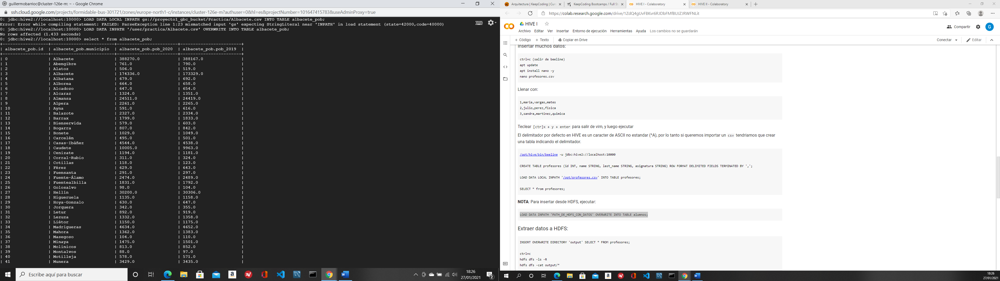 guillermobarrioc@cluster-126e-m: ~ - Google Chrome
ssh.cloud.google.com/projects/formidable-bus-301721/zones/europe-north1-c/instances/cluster-126e-m?authuser=0&hl=es&projectNumber=101647415783&useAdminProxy=true
0: jdbc:hive2://localhost:10000> LOAD DATA LOCAL INPATH gs://proyecto1_gbc_bucket/Practica/Albacete.csv INTO TABLE albacete_pob;
Error: Error while compiling statement: FAILED: ParseException line 1:23 mismatched input 'gs' expecting StringLiteral near 'INPATH' in load statement (state=42000,code=40000)
0: jdbc:hive2://localhost:10000> LOAD DATA INPATH '/user/practica/Albacete.csv' OVERWRITE INTO TABLE albacete_pob;
No rows affected (1.433 seconds)
0: jdbc:hive2://localhost:10000> select * from albacete_pob;
| albacete_pob.id | albacete_pob.municipio | albacete_pob.pob_2020 | albacete_pob.pob_2019 |
| 0 | Albacete | 388270.0 | 388167.0 |
| 1 | Abengibre | 761.0 | 790.0 |
| 2 | Alatoz | 506.0 | 519.0 |
| 3 | Albacete | 174336.0 | 173329.0 |
| 4 | Albatana | 679.0 | 692.0 |
| 5 | Alborea | 664.0 | 658.0 |
| 6 | Alcadozo | 647.0 | 654.0 |
| 7 | Alcaraz | 1324.0 | 1351.0 |
| 8 | Almansa | 24511.0 | 24419.0 |
| 9 | Alpera | 2261.0 | 2265.0 |
| 10 | Ayna | 591.0 | 616.0 |
| 11 | Balazote | 2327.0 | 2334.0 |
| 12 | Barrax | 1799.0 | 1833.0 |
| 13 | Bienservida | 579.0 | 603.0 |
| 14 | Bogarra | 807.0 | 842.0 |
| 15 | Bonete | 1029.0 | 1049.0 |
| 16 | Carcelén | 495.0 | 501.0 |
| 17 | Casas-Ibáñez | 4544.0 | 4538.0 |
| 18 | Caudete | 10005.0 | 9963.0 |
| 19 | Cenizate | 1194.0 | 1181.0 |
| 20 | Corral-Rubio | 311.0 | 324.0 |
| 21 | Cotillas | 118.0 | 123.0 |
| 22 | Férez | 629.0 | 643.0 |
| 23 | Fuensanta | 291.0 | 297.0 |
| 24 | Fuente-Álamo | 2474.0 | 2489.0 |
| 25 | Fuentealbilla | 1831.0 | 1792.0 |
| 26 | Golosalvo | 98.0 | 104.0 |
| 27 | Hellín | 30200.0 | 30306.0 |
| 28 | Higueruela | 1135.0 | 1158.0 |
| 29 | Hoya-Gonzalo | 630.0 | 647.0 |
| 30 | Jorquera | 342.0 | 355.0 |
| 31 | Letur | 892.0 | 919.0 |
| 32 | Lezuza | 1332.0 | 1358.0 |
| 33 | Liétor | 1150.0 | 1175.0 |
| 34 | Madrigueras | 4634.0 | 4652.0 |
| 35 | Mahora | 1362.0 | 1383.0 |
| 36 | Masegoso | 104.0 | 110.0 |
| 37 | Minaya | 1475.0 | 1501.0 |
| 38 | Molinicos | 813.0 | 852.0 |
| 39 | Montalvos | 88.0 | 97.0 |
| 40 | Motilleja | 578.0 | 571.0 |
| 41 | Munera | 3429.0 | 3435.0 |
Escribe aquí para buscar
18:26
27/01/2021
2
Arquitectura | KeepCoding | Cur
KeepCoding Bootcamps / Full St
HIVE I - Colaboratory
HIVE II - Colaboratory
https://colab.research.google.com/drive/1ZdQ4gUvFBKvr6RJDbFMfBUJZJRWFNLit
HIVE I
Archivo Editar Ver Insertar Entorno de ejecución Herramientas Ayuda Los cambios no se guardarán
Compartir
G
+ Código + Texto Copiar en Drive
Conectar
Editar
Insertar muchos datos:
ctrl+c (salir de beeline)
apt update
apt install nano -y
nano profesores.csv
Llenar con:
1,maria,vargas,mates
2,julio,perez,fisica
3,sandra,martinez,quimica
Teclear [ctr]x + y + enter para salir de vim, y luego ejecutar
El delimitador por defecto en HIVE es un caracter de ASCII no estandar (^A), por lo tanto si queremos importar un csv tendriamos que crear
una tabla indicando el delimitador.
/opt/hive/bin/beeline -u jdbc:hive2://localhost:10000
CREATE TABLE profesores (id INT, name STRING, last_name STRING, asignatura STRING) ROW FORMAT DELIMITED FIELDS TERMINATED BY ',';
LOAD DATA LOCAL INPATH '/opt/profesores.csv' INTO TABLE profesores;
SELECT * from profesores;
NOTA: Para insertar desde HDFS, ejecutar:
LOAD DATA INPATH 'PATH_DE_HDFS_CON_DATOS' OVERWRITE INTO TABLE alumnos;
Extraer datos a HDFS:
INSERT OVERWRITE DIRECTORY 'output' SELECT * FROM profesores;
ctrl+c
hdfs dfs -ls -R
hdfs dfs -cat output/*
18:26
27/01/2021